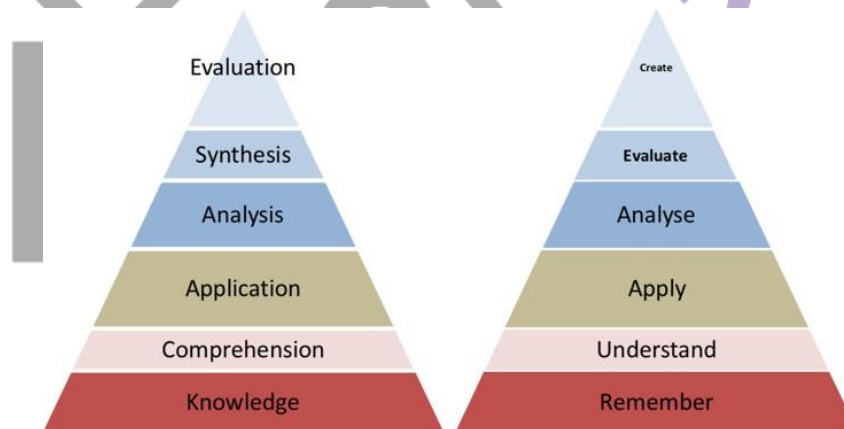 Evaluation
Synthesis
Analysis
Application
Comprehension
Knowledge
Create
Evaluate
Analyse
Apply
Understand
Remember